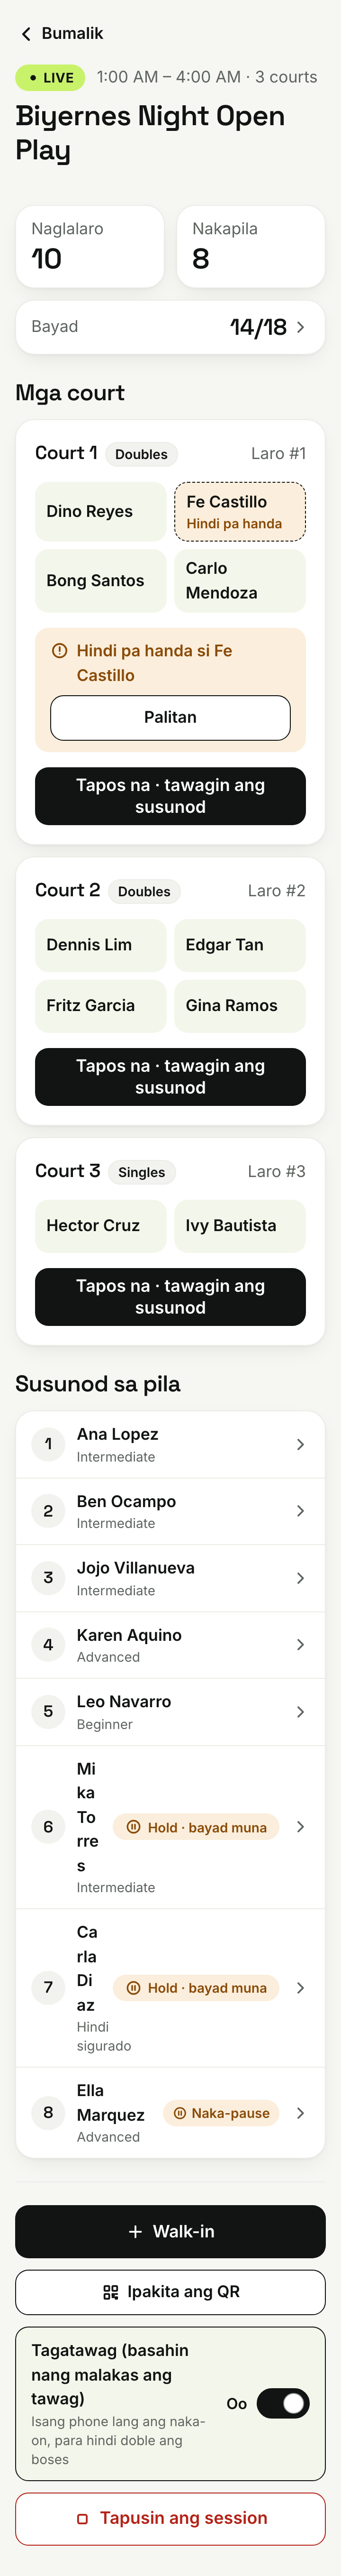 Bumalik
• LIVE 1:00 AM – 4:00 AM · 3 courts
Biyernes Night Open
Play
Naglalaro
10
Nakapila
8
Bayad 14/18
Mga court
Court 1 Doubles Laro #1
Dino Reyes
Fe Castillo
Hindi pa handa
Bong Santos
Carlo
Mendoza
Hindi pa handa si Fe
Castillo
Palitan
Tapos na · tawagin ang
susunod
Court 2 Doubles Laro #2
Dennis Lim
Edgar Tan
Fritz Garcia
Gina Ramos
Tapos na · tawagin ang
susunod
Court 3 Singles Laro #3
Hector Cruz
Ivy Bautista
Tapos na · tawagin ang
susunod
Susunod sa pila
1 Ana Lopez
Intermediate
2 Ben Ocampo
Intermediate
3 Jojo Villanueva
Intermediate
4 Karen Aquino
Advanced
5 Leo Navarro
Beginner
6
Mi
ka
To
rre
s
Intermediate
Hold · bayad muna
7
Ca
rla
Di
az
Hindi
sigurado
Hold · bayad muna
8
Ella
Marquez
Advanced
Naka-pause
Walk-in
Ipakita ang QR
Tagatawag (basahin
nang malakas ang
tawag)
Isang phone lang ang naka-
on, para hindi doble ang
boses
Oo
Tapusin ang session